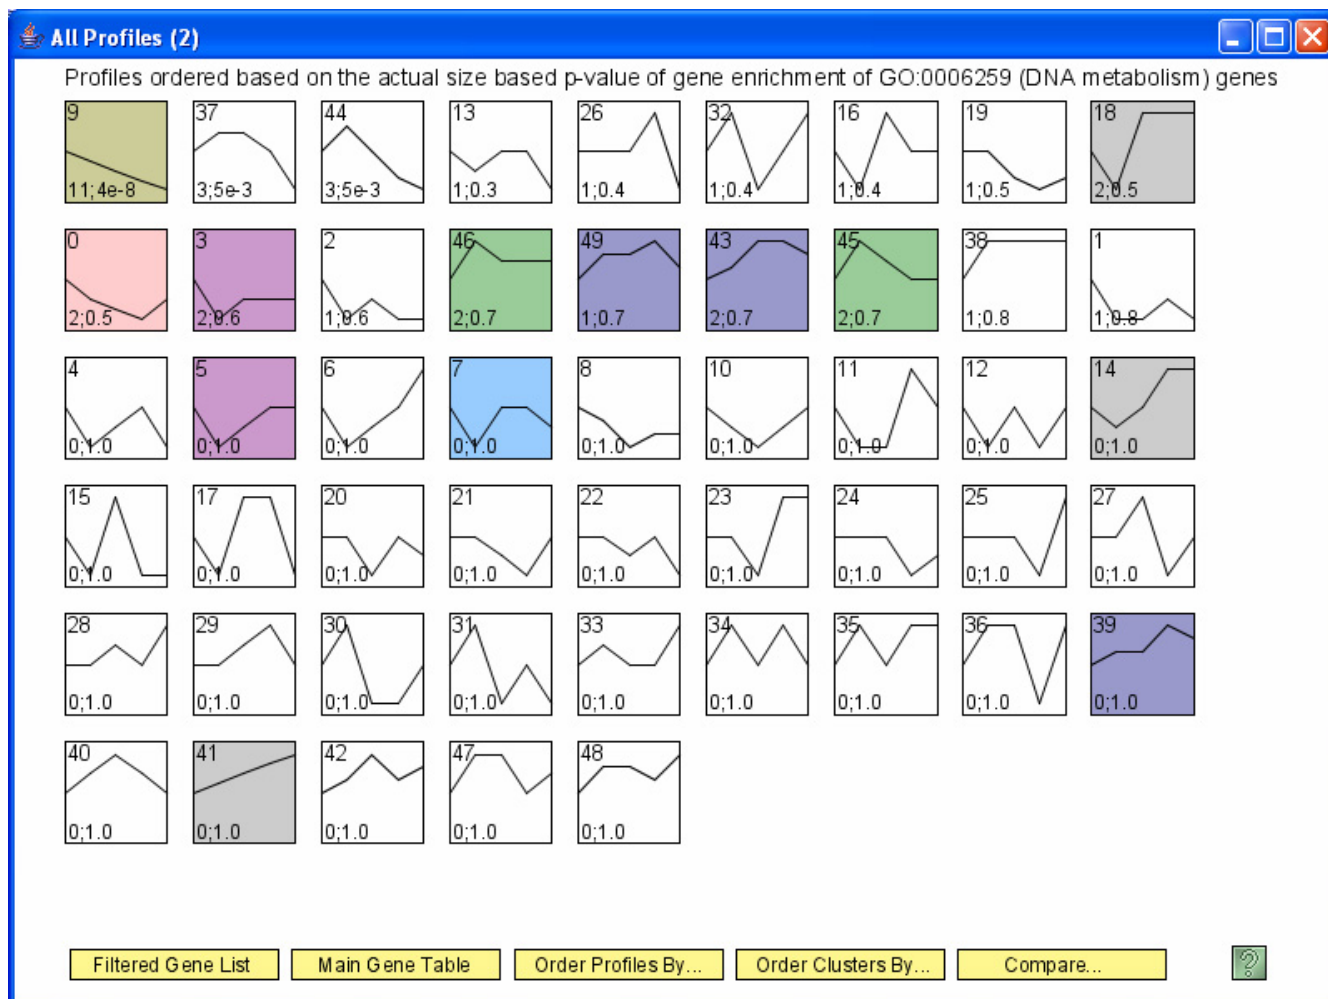 All Profiles (2)
Profiles ordered based on the actual size based p-value of gene enrichment of GO:0006259 (DNA metabolism) genes
9 37 44 13 26 32 16 19 18
11;4e-8 3;5e-3 3;5e-3 1;0.3 1;0.4 1;0.4 1;0.4 1;0.5 2;0.5
0 3 2 46 49 43 45 38 1
2;0.5 2;0.6 1;0.6 2;0.7 1;0.7 2;0.7 2;0.7 1;0.8 1;0.8
4 5 6 7 8 10 11 12 14
0;1.0 0;1.0 0;1.0 0;1.0 0;1.0 0;1.0 0;1.0 0;1.0 0;1.0
15 17 20 21 22 23 24 25 27
0;1.0 0;1.0 0;1.0 0;1.0 0;1.0 0;1.0 0;1.0 0;1.0 0;1.0
28 29 30 31 33 34 35 36 39
0;1.0 0;1.0 0;1.0 0;1.0 0;1.0 0;1.0 0;1.0 0;1.0 0;1.0
40 41 42 47 48
0;1.0 0;1.0 0;1.0 0;1.0 0;1.0
Filtered Gene List Main Gene Table Order Profiles By... Order Clusters By... Compare... ?